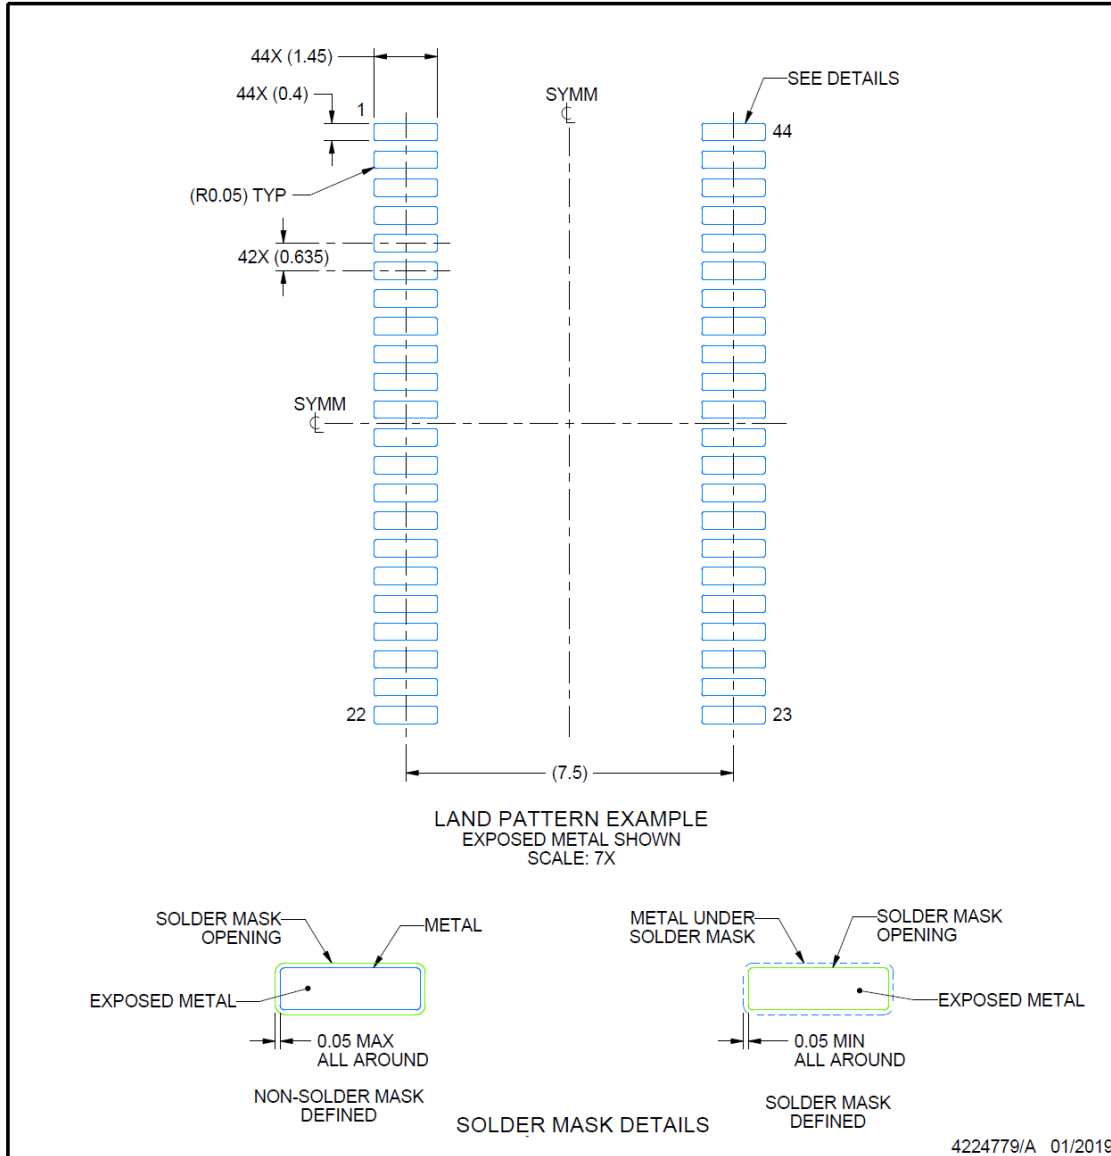 44X (1.45)
44X (0.4)
1
SYMM
SEE DETAILS
44
(R0.05) TYP
42X (0.635)
SYMM
22
23
(7.5)
LAND PATTERN EXAMPLE
EXPOSED METAL SHOWN
SCALE: 7X
SOLDER MASK
OPENING
METAL
EXPOSED METAL
0.05 MAX
ALL AROUND
NON-SOLDER MASK
DEFINED
METAL UNDER
SOLDER MASK
SOLDER MASK
OPENING
EXPOSED METAL
0.05 MIN
ALL AROUND
SOLDER MASK
DEFINED
SOLDER MASK DETAILS
4224779/A 01/2019